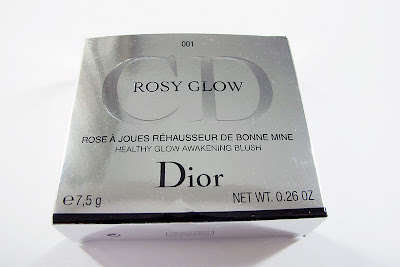 001
CD
ROSY GLOW
ROSE À JOUES RÉHAUSSEUR DE BONNE MINE
HEALTHY GLOW AWAKENING BLUSH
Dior
e 7,5 g NET WT. 0.26 OZ